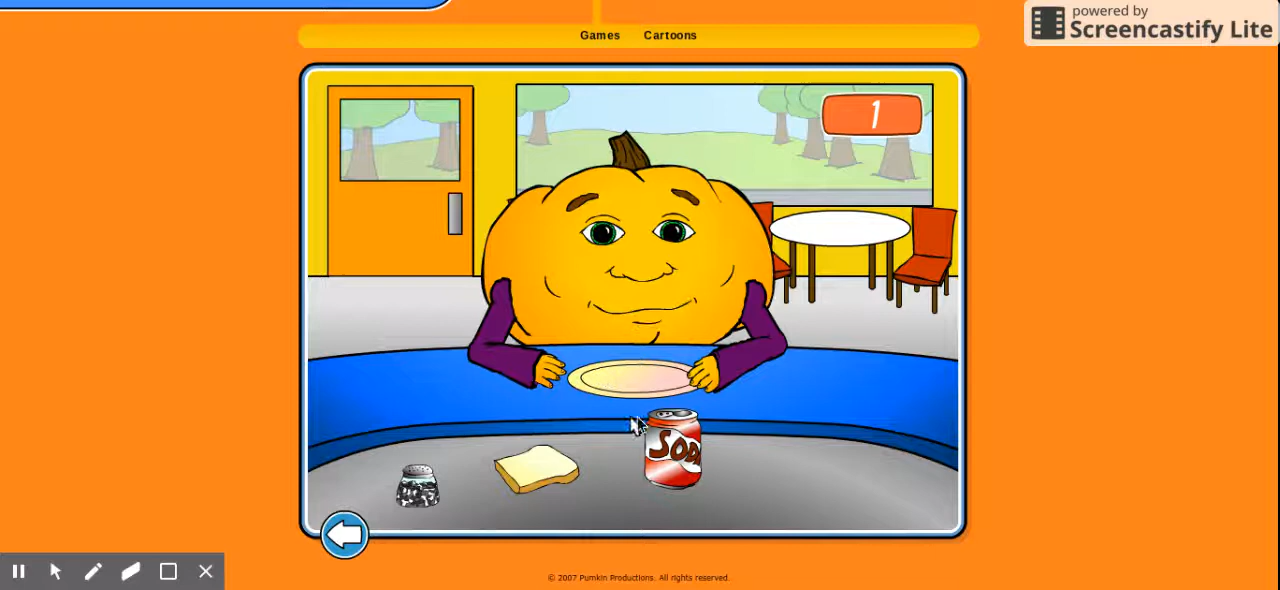 powered by
Screencastify Lite
Games Cartoons
1
SODA
© 2007 Pumkin Productions. All rights reserved.